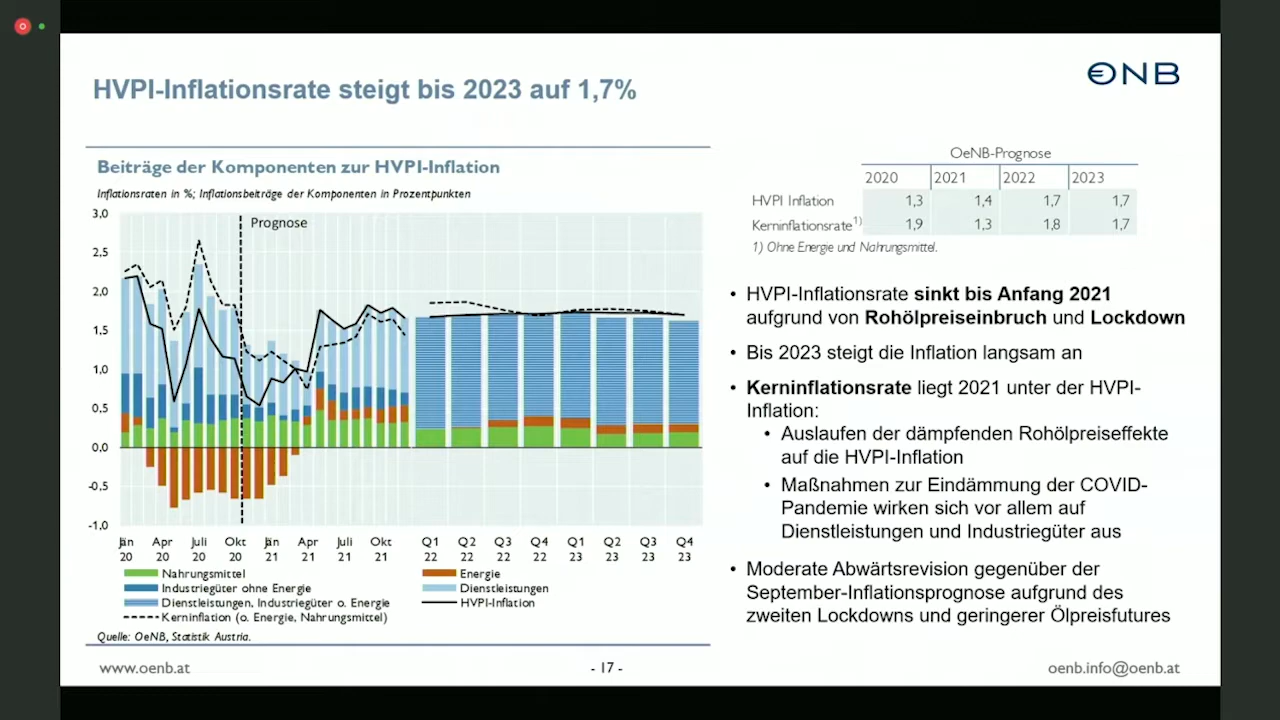 HVPI-Inflationsrate steigt bis 2023 auf 1,7%
ONB
Beiträge der Komponenten zur HVPI-Inflation
Inflationsraten in %; Inflationsbeiträge der Komponenten in Prozentpunkten
3,0
2,5
2,0
1,5
1,0
0,5
0,0
-0,5
-1,0
Prognose
Jän Apr Juli Okt Jän Apr Juli Okt Q1 Q2 Q3 Q4 Q1 Q2 Q3 Q4
20 20 20 20 21 21 21 21 22 22 22 22 23 23 23 23
Nahrungsmittel Energie
Industriegüter ohne Energie Dienstleistungen
Dienstleistungen, Industriegüter o. Energie HVPI-Inflation
Kerninflation (o. Energie, Nahrungsmittel)
Quelle: OeNB, Statistik Austria.
OeNB-Prognose
2020 2021 2022 2023
HVPI Inflation 1,3 1,4 1,7 1,7
Kerninflationsrate1) 1,9 1,3 1,8 1,7
1) Ohne Energie und Nahrungsmittel.
• HVPI-Inflationsrate sinkt bis Anfang 2021
aufgrund von Rohölpreiseinbruch und Lockdown
• Bis 2023 steigt die Inflation langsam an
• Kerninflationsrate liegt 2021 unter der HVPI-
Inflation:
• Auslaufen der dämpfenden Rohölpreiseffekte
auf die HVPI-Inflation
• Maßnahmen zur Eindämmung der COVID-
Pandemie wirken sich vor allem auf
Dienstleistungen und Industriegüter aus
• Moderate Abwärtsrevision gegenüber der
September-Inflationsprognose aufgrund des
zweiten Lockdowns und geringerer Ölpreisfutures
www.oenb.at
- 17 -
oenb.info@oenb.at